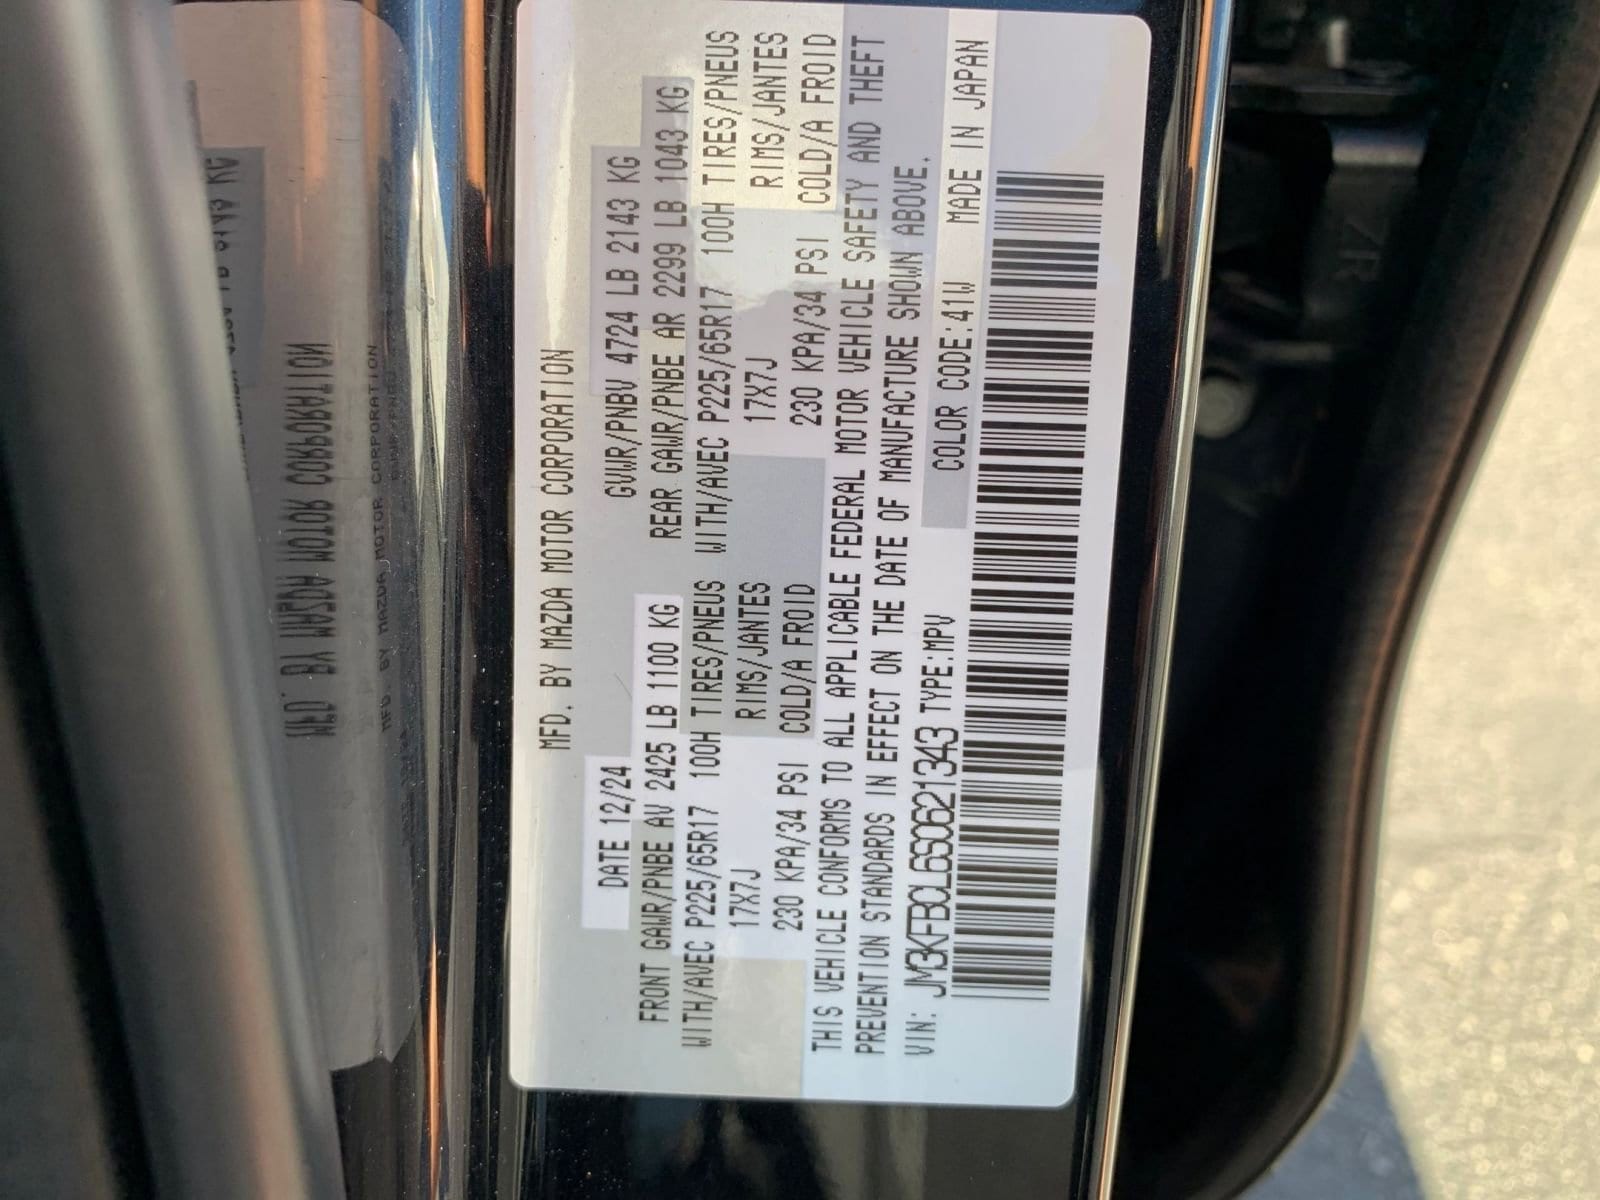 MFD. BY MAZDA MOTOR CORPORATION
DATE 12/24 GVWR/PNBV 4724 LB 2143 KG
FRONT GAWR/PNBE AV 2425 LB 1100 KG REAR GAWR/PNBE AR 2299 LB 1043 KG
WITH/AVEC P225/65R17 100H TIRES/PNEUS WITH/AVEC P225/65R17 100H TIRES/PNEUS
17X7J RIMS/JANTES 17X7J RIMS/JANTES
230 KPA/34 PSI COLD/A FROID 230 KPA/34 PSI COLD/A FROID
THIS VEHICLE CONFORMS TO ALL APPLICABLE FEDERAL MOTOR VEHICLE SAFETY AND THEFT
PREVENTION STANDARDS IN EFFECT ON THE DATE OF MANUFACTURE SHOWN ABOVE.
VIN: JM3KFBCL6S0621343 TYPE:MPV COLOR CODE:41W MADE IN JAPAN
MFD. BY MAZDA MOTOR CORPORATION